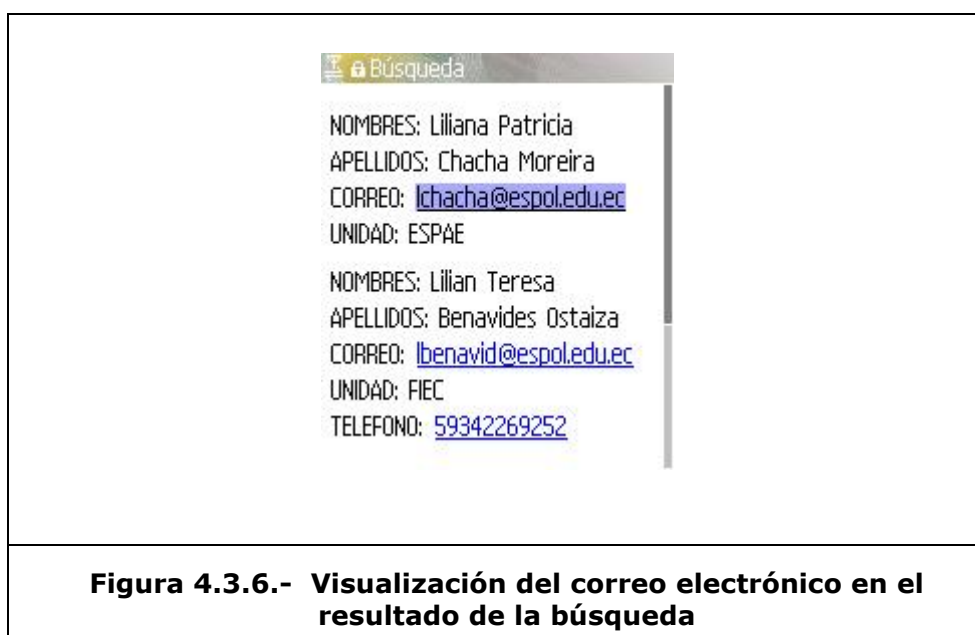 Búsqueda
NOMBRES: Liliana Patricia
APELLIDOS: Chacha Moreira
CORREO: lchacha@espol.edu.ec
UNIDAD: ESPAE
NOMBRES: Lilian Teresa
APELLIDOS: Benavides Ostaiza
CORREO: lbenavid@espol.edu.ec
UNIDAD: FIEC
TELEFONO: 59342269252
Figura 4.3.6.- Visualización del correo electrónico en el
resultado de la búsqueda